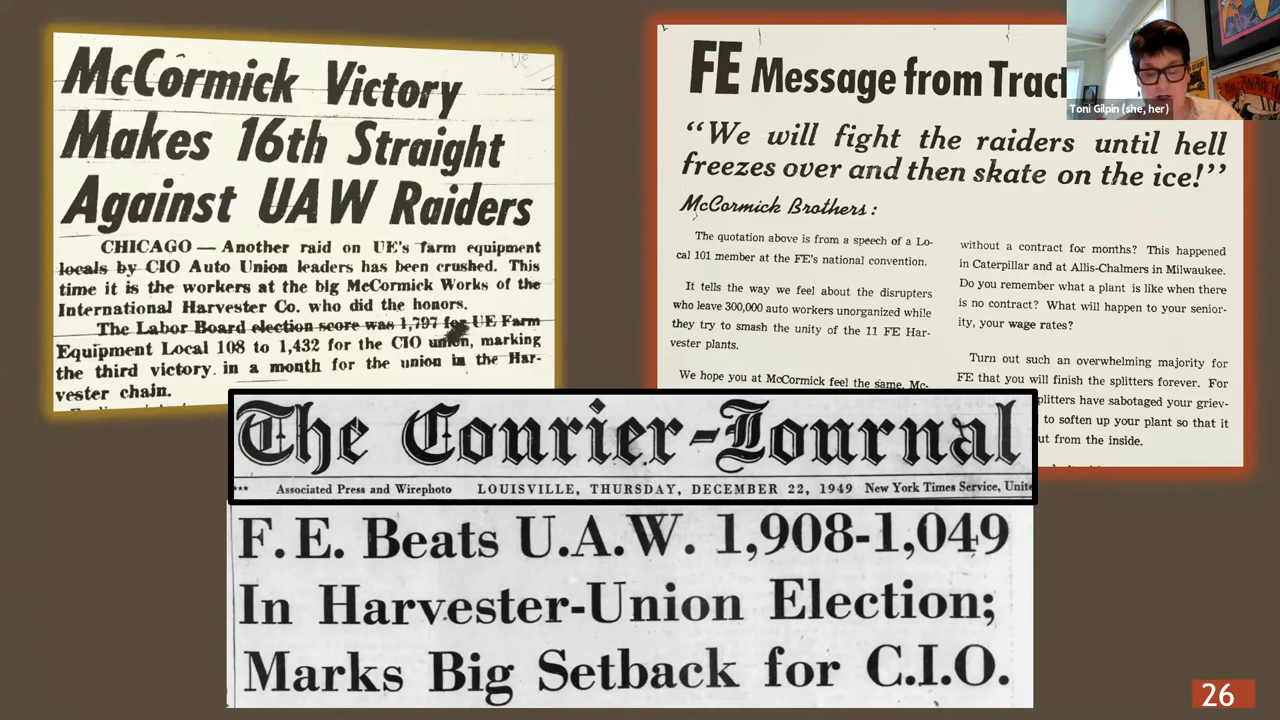 McCormick Victory
Makes 16th Straight
Against UAW Raiders
CHICAGO — Another raid on UE's farm equipment
locals by CIO Auto Union leaders has been crushed. This
time it is the workers at the big McCormick Works of the
International Harvester Co. who did the honors.
The Labor Board election score was 1,797 for UE Farm
Equipment Local 108 to 1,432 for the CIO union, marking
the third victory in a month for the union in the Har-
vester chain.
FE Message from
"We will fight the raiders until hell
freezes over and then skate on the ice!"
McCormick Brothers:
The quotation above is from a speech of a Lo-
cal 101 member at the FE's national convention.
It tells the way we feel about the disrupters
who leave 300,000 auto workers unorganized while
they try to smash the unity of the 11 FE Har-
vester plants.
We hope you at McCormick feel the same. Mc-
without a contract for months? This happened
in Caterpillar and at Allis-Chalmers in Milwaukee.
Do you remember what a plant is like when there
is no contract? What will happen to your senior-
ity, your wage rates?
Turn out such an overwhelming majority for
FE that you will finish the splitters forever. For
plitters have sabotaged your griev-
to soften up your plant so that it
ut from the inside.
Toni Gilpin (she, her)
THE ANARCH
The Courier-Journal
*** Associated Press and Wirephoto LOUISVILLE, THURSDAY, DECEMBER 22, 1949 New York Times Service, Unite
F. E. Beats U.A.W. 1,908-1,049
In Harvester-Union Election;
Marks Big Setback for C.I.O.
26